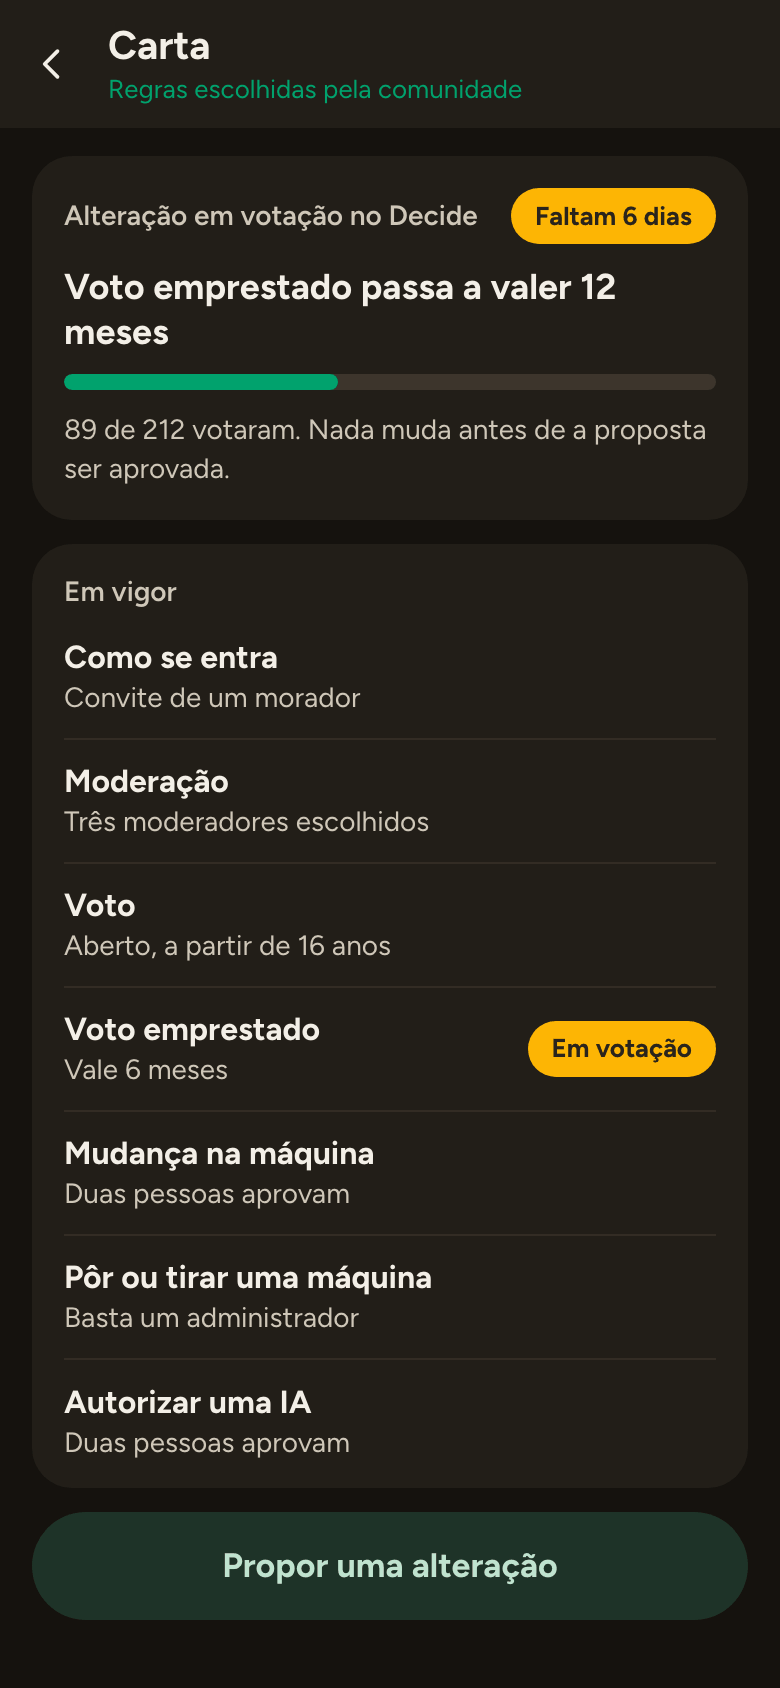 Carta
Regras escolhidas pela comunidade
Alteração em votação no Decide
Faltam 6 dias
Voto emprestado passa a valer 12
meses
89 de 212 votaram. Nada muda antes de a proposta
ser aprovada.
Em vigor
Como se entra
Convite de um morador
Moderação
Três moderadores escolhidos
Voto
Aberto, a partir de 16 anos
Voto emprestado
Vale 6 meses
Em votação
Mudança na máquina
Duas pessoas aprovam
Pôr ou tirar uma máquina
Basta um administrador
Autorizar uma IA
Duas pessoas aprovam
Propor uma alteração